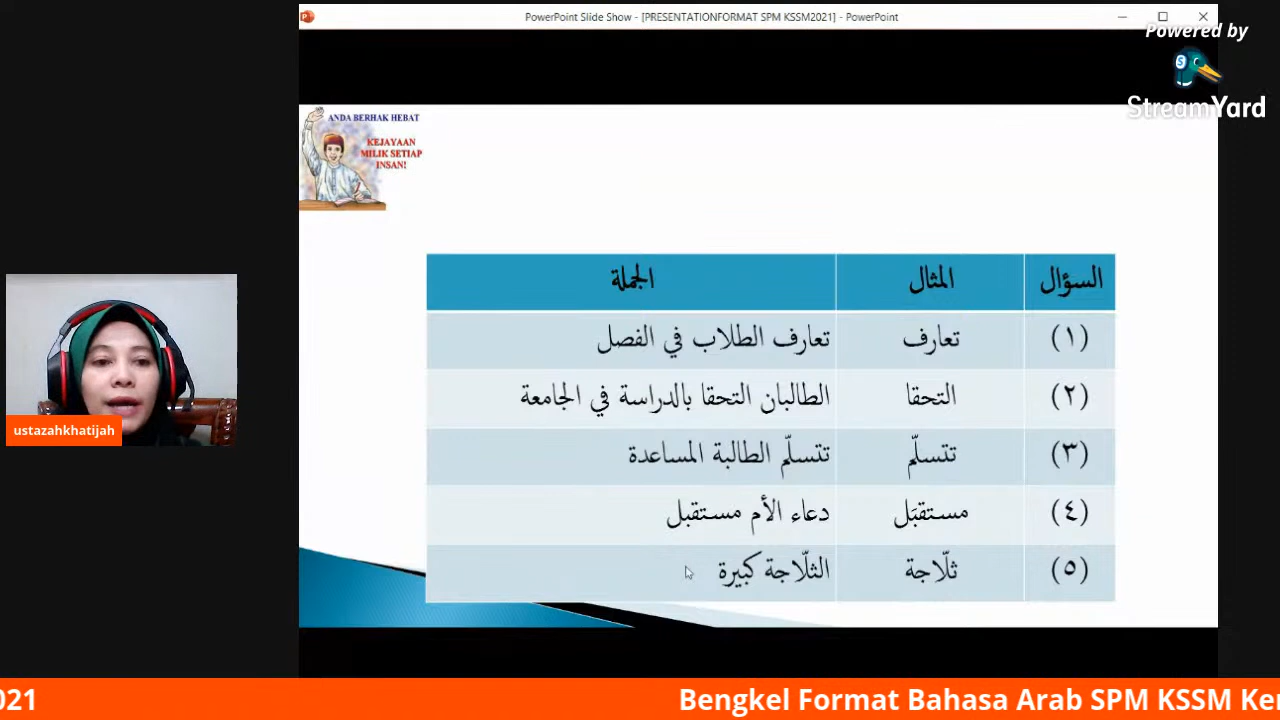 PowerPoint Slide Show - [PRESENTATIONFORMAT SPM KSSM2021] - PowerPoint
Powered by
StreamYard
ANDA BERHAK HEBAT
KEJAYAAN
MILIK SETIAP
INSAN!
السؤال المثال الجملة
(١) تعارف تعارف الطلاب في الفصل
(٢) التحقا الطالبان التحقا بالدراسة في الجامعة
(٣) تتسلّم تتسلّم الطالبة المساعدة
(٤) مستقبَل دعاء الأم مستقبل
(٥) ثلّاجة الثلّاجة كبيرة
ustazahkhatijah
021 Bengkel Format Bahasa Arab SPM KSSM